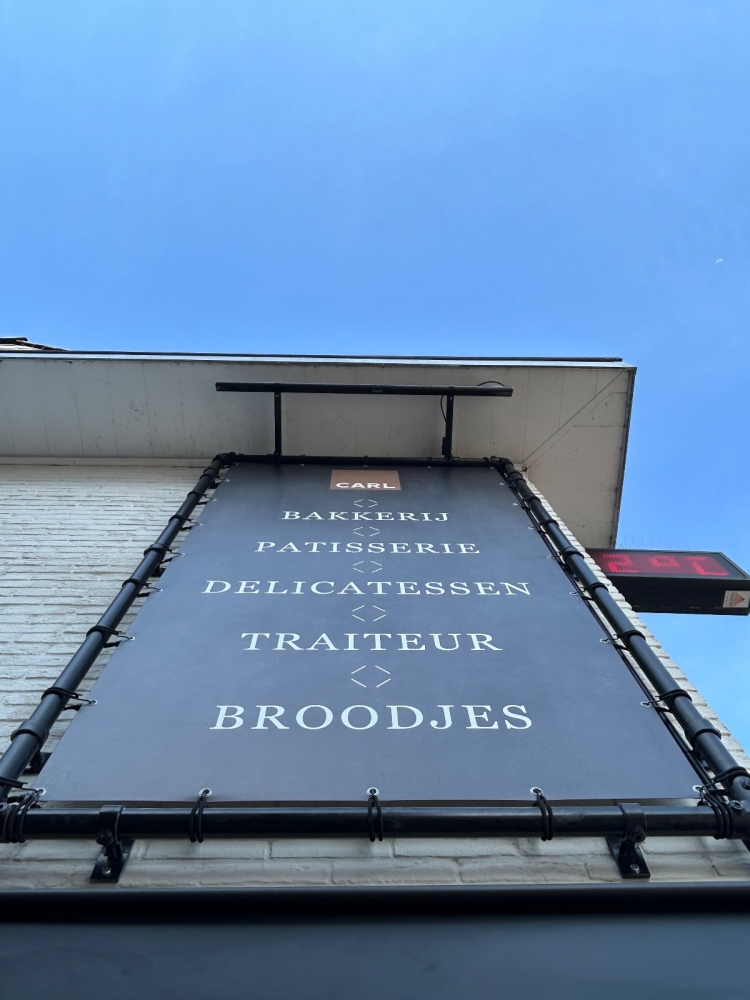 CARL
BAKKERIJ
PATISSERIE
DELICATESSEN
TRAITEUR
BROODJES